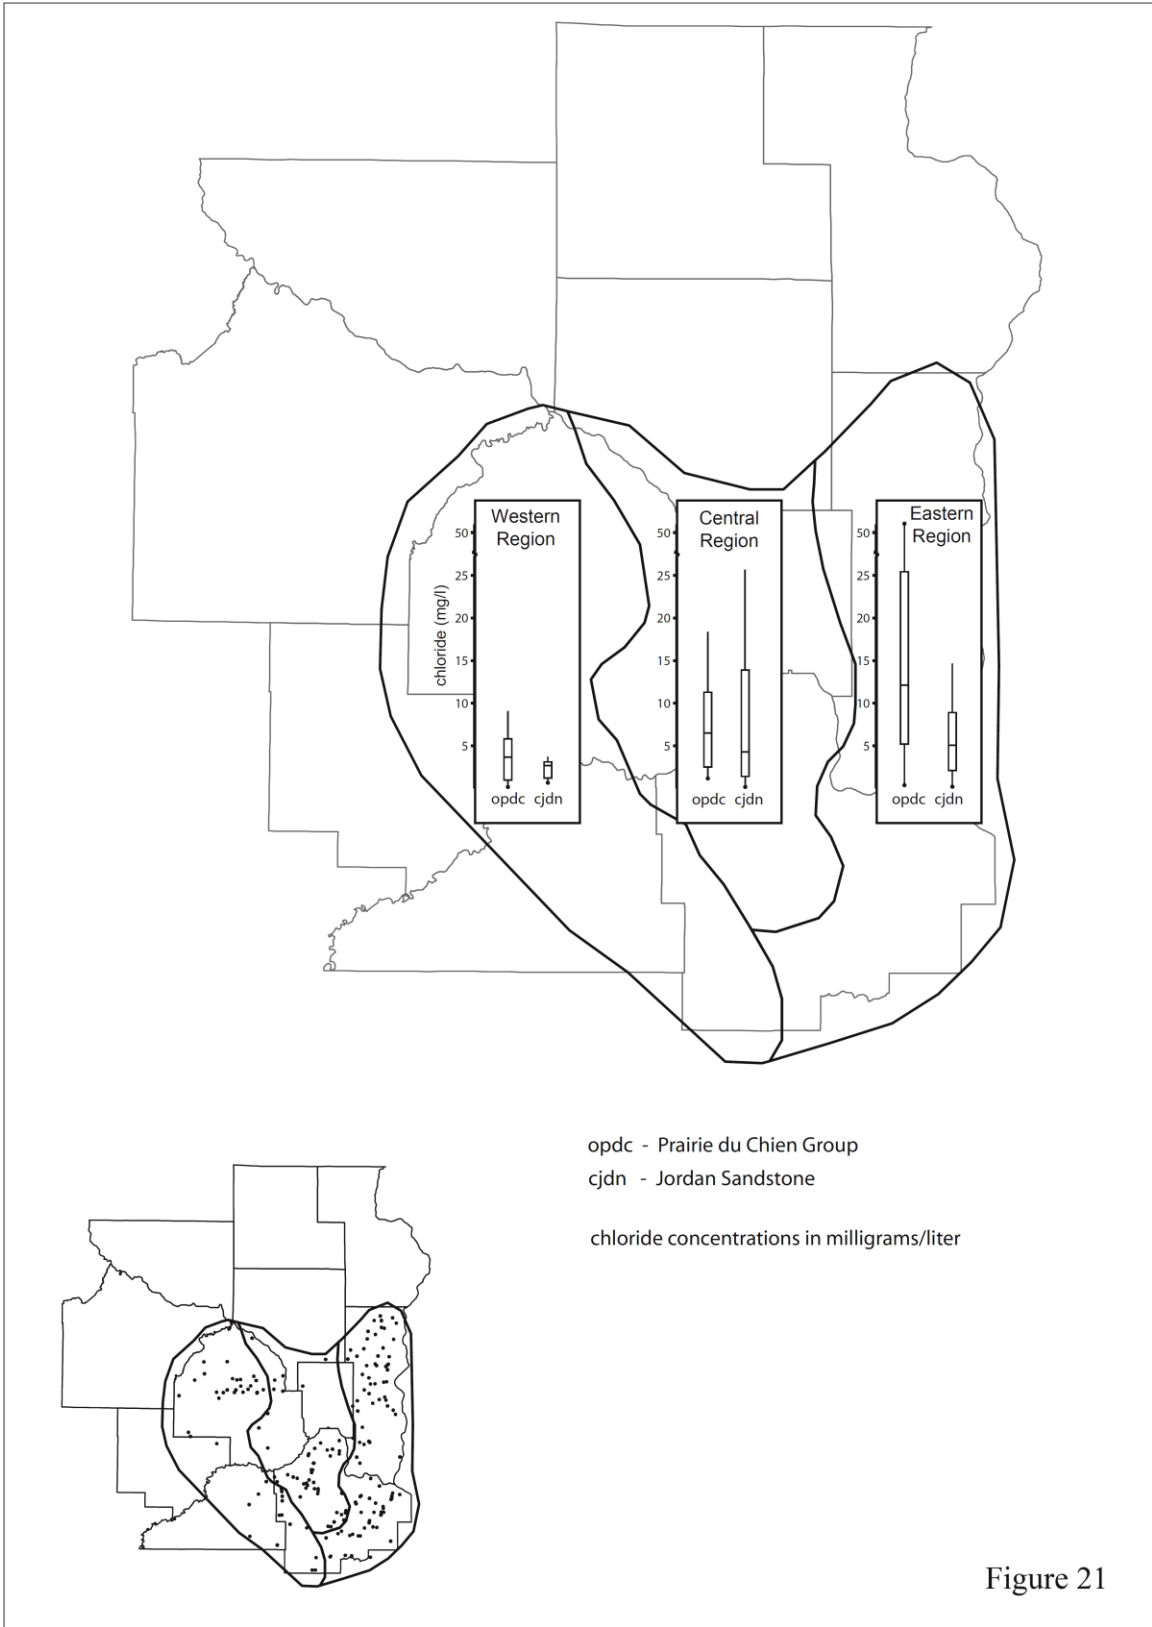 Western
Region
50
25
20
15
10
5
chloride (mg/l)
opdc cjdn
Central
Region
50
25
20
15
10
5
opdc cjdn
Eastern
Region
50
25
20
15
10
5
opdc cjdn
opdc - Prairie du Chien Group
cjdn - Jordan Sandstone
chloride concentrations in milligrams/liter
Figure 21